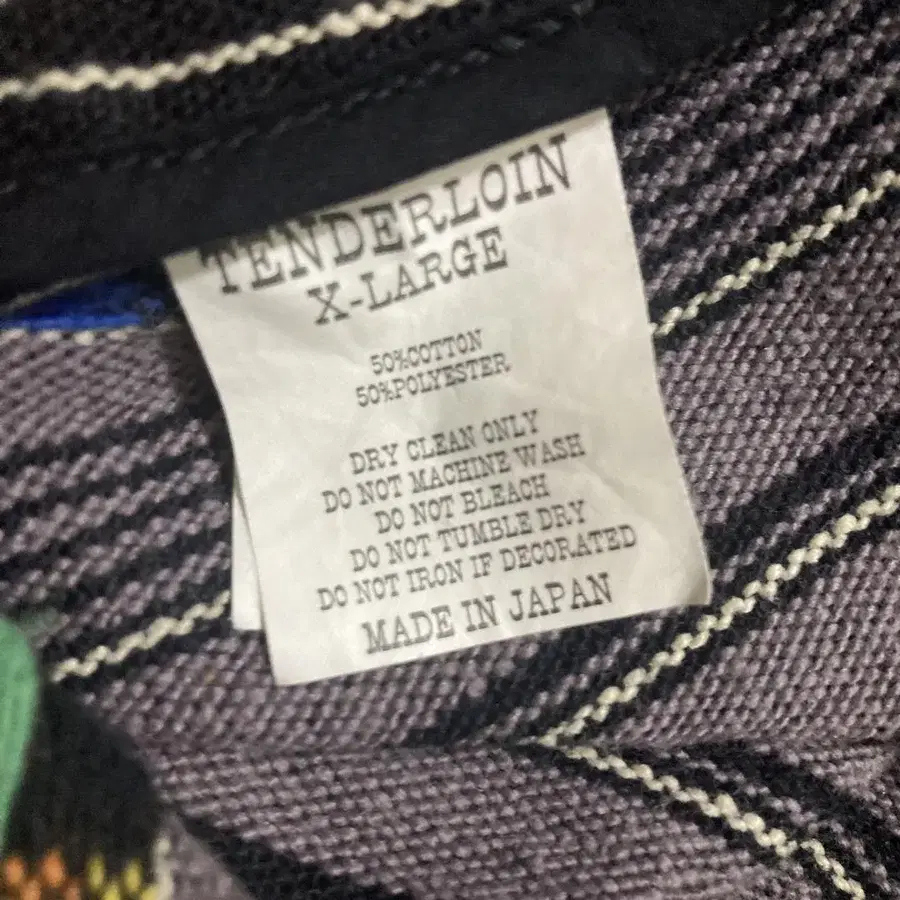 TENDERLOIN
X-LARGE
50%COTTON
50%POLYESTER
DRY CLEAN ONLY
DO NOT MACHINE WASH
DO NOT BLEACH
DO NOT TUMBLE DRY
DO NOT IRON IF DECORATED
MADE IN JAPAN